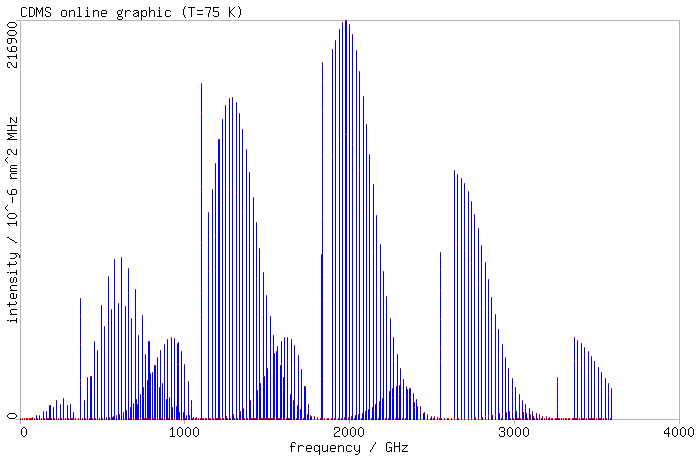 CDMS online graphic (T=75 K)
216900
intensity / 10^-6 nm^2 MHz
0
0 1000 2000 3000 4000
frequency / GHz